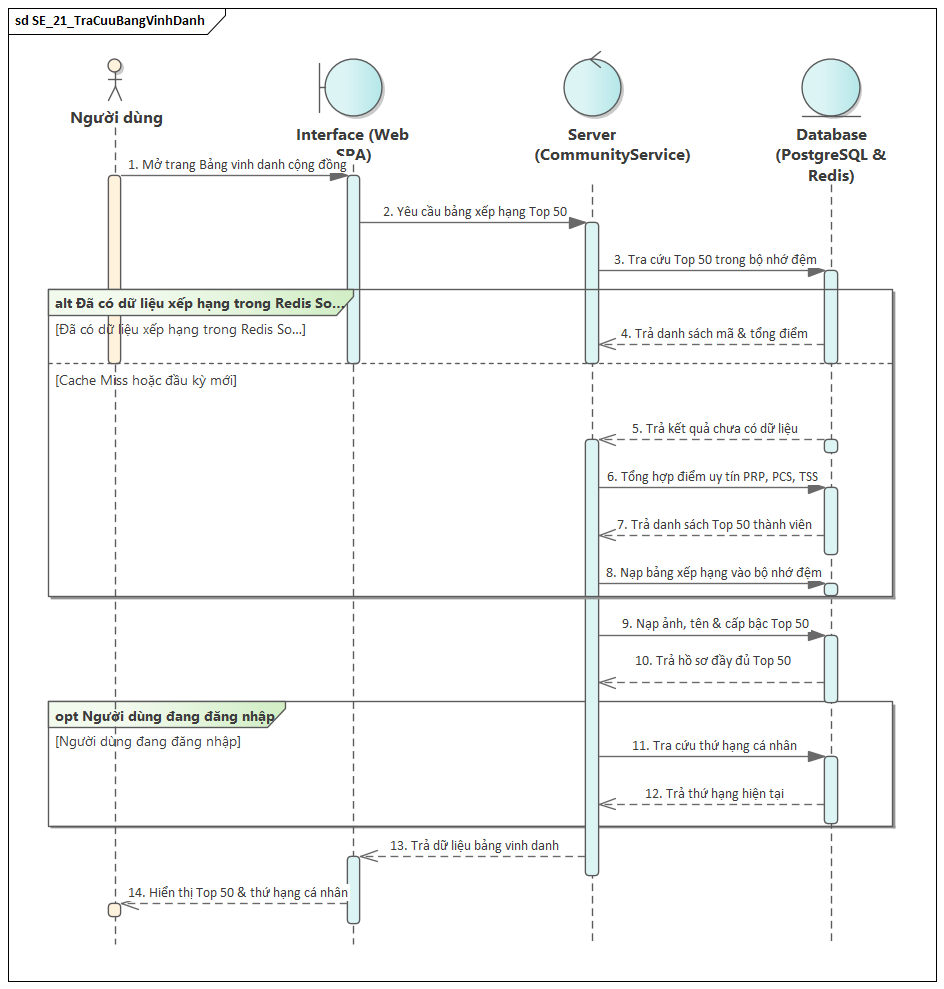 sd SE_21_TraCuuBangVinhDanh
Người dùng
Interface (Web
SPA)
Server
(CommunityService)
Database
(PostgreSQL &
Redis)
1. Mở trang Bảng vinh danh cộng đồng
2. Yêu cầu bảng xếp hạng Top 50
3. Tra cứu Top 50 trong bộ nhớ đệm
alt Đã có dữ liệu xếp hạng trong Redis So...
[Đã có dữ liệu xếp hạng trong Redis So...]
4. Trả danh sách mã & tổng điểm
[Cache Miss hoặc đầu kỳ mới]
5. Trả kết quả chưa có dữ liệu
6. Tổng hợp điểm uy tín PRP, PCS, TSS
7. Trả danh sách Top 50 thành viên
8. Nạp bảng xếp hạng vào bộ nhớ đệm
9. Nạp ảnh, tên & cấp bậc Top 50
10. Trả hồ sơ đầy đủ Top 50
opt Người dùng đang đăng nhập
[Người dùng đang đăng nhập]
11. Tra cứu thứ hạng cá nhân
12. Trả thứ hạng hiện tại
13. Trả dữ liệu bảng vinh danh
14. Hiển thị Top 50 & thứ hạng cá nhân